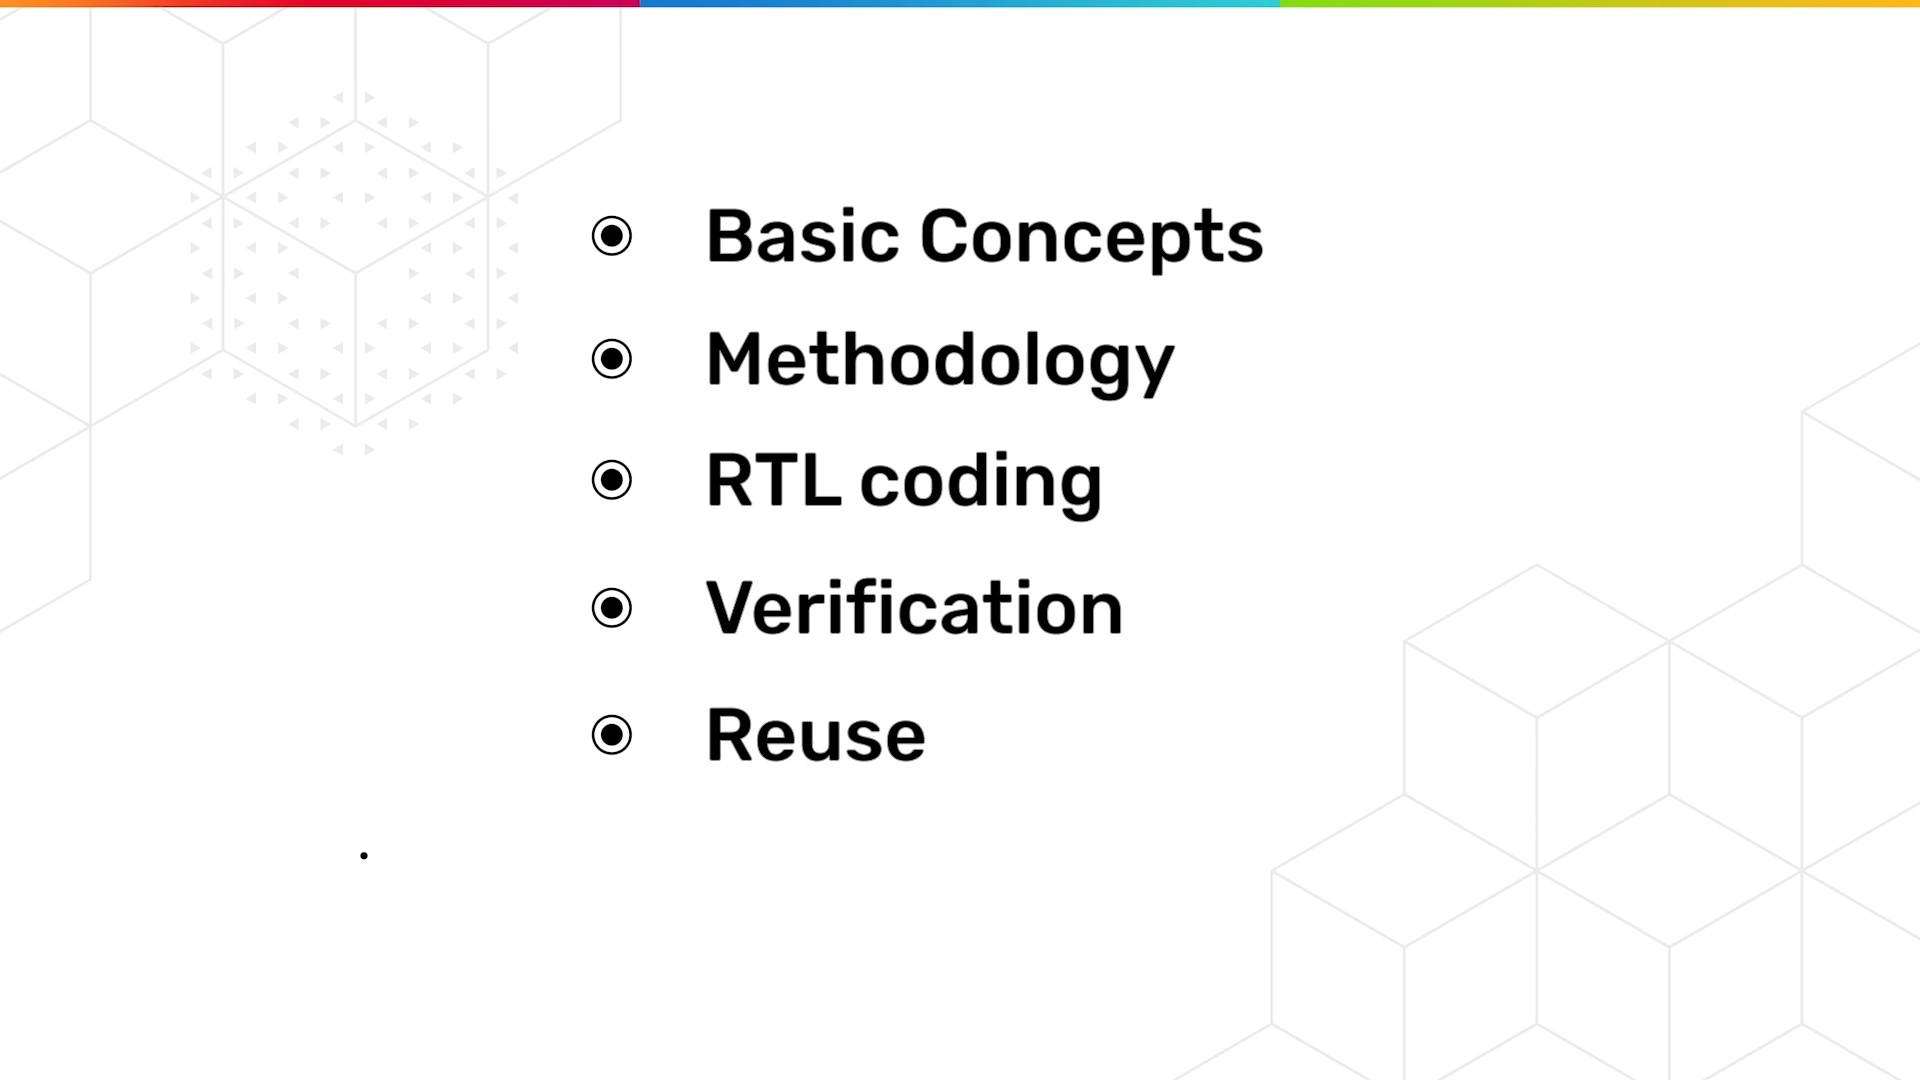 Basic Concepts
Methodology
RTL coding
Verification
Reuse